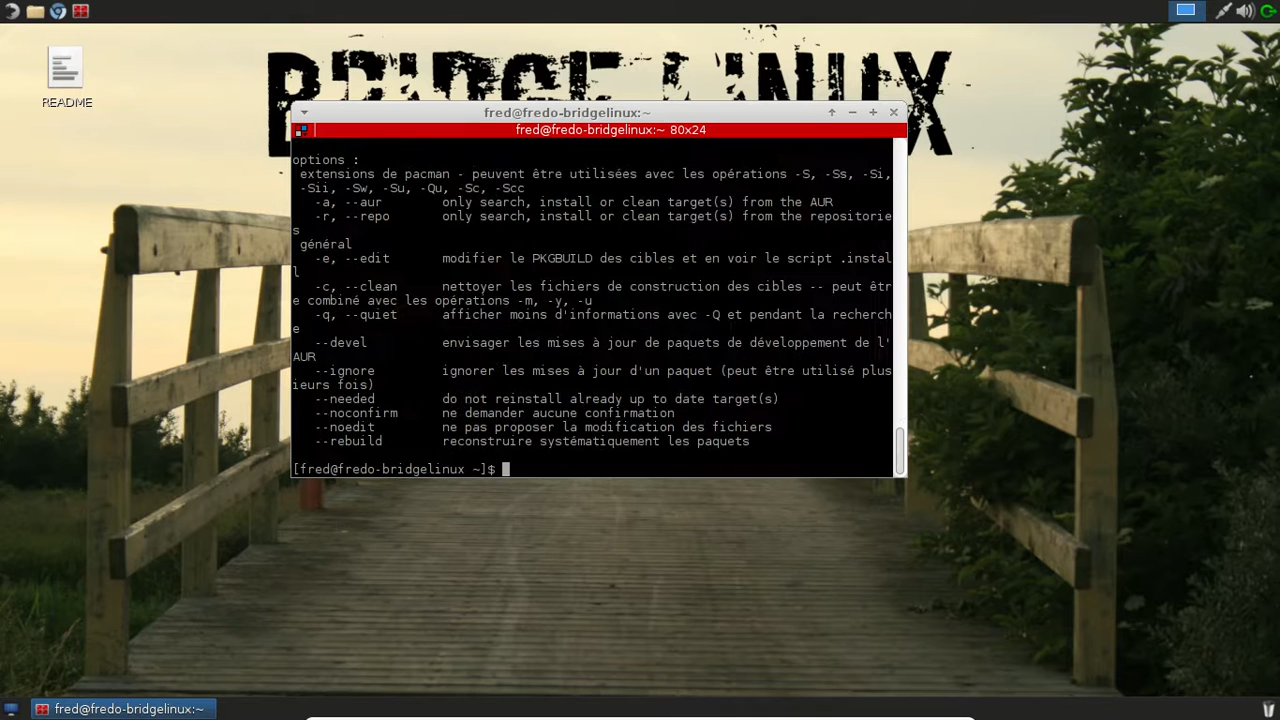 BRIDGE LINUX
README
fred@fredo-bridgelinux:~
fred@fredo-bridgelinux:~ 80x24
options :
 extensions de pacman - peuvent être utilisées avec les opérations -S, -Ss, -Si,
 -Sii, -Sw, -Su, -Qu, -Sc, -Scc
   -a, --aur        only search, install or clean target(s) from the AUR
   -r, --repo       only search, install or clean target(s) from the repositorie
s
 général
   -e, --edit       modifier le PKGBUILD des cibles et en voir le script .instal
l
   -c, --clean      nettoyer les fichiers de construction des cibles -- peut êtr
e combiné avec les opérations -m, -y, -u
   -q, --quiet      afficher moins d'informations avec -Q et pendant la recherch
e
   --devel          envisager les mises à jour de paquets de développement de l'
AUR
   --ignore         ignorer les mises à jour d'un paquet (peut être utilisé plus
ieurs fois)
   --needed         do not reinstall already up to date target(s)
   --noconfirm      ne demander aucune confirmation
   --noedit         ne pas proposer la modification des fichiers
   --rebuild        reconstruire systématiquement les paquets
[fred@fredo-bridgelinux ~]$
fred@fredo-bridgelinux:~